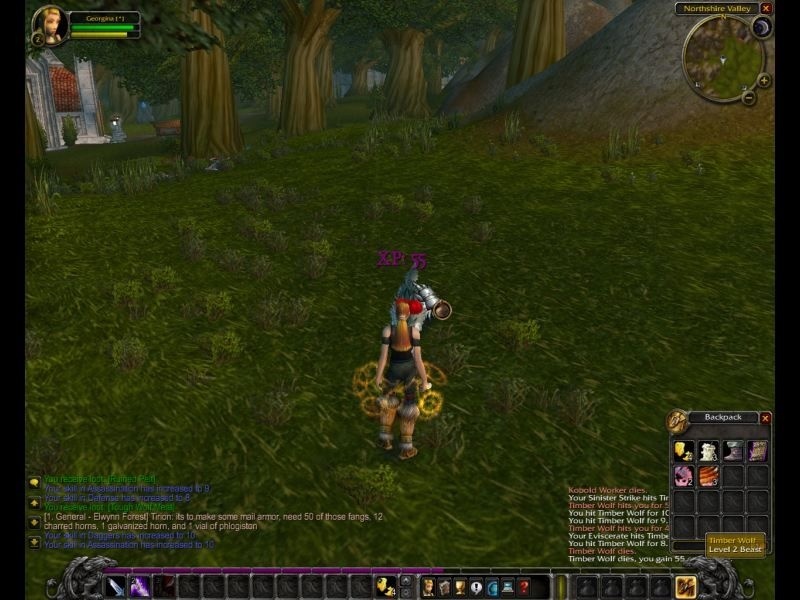 Georgina (*)
2
Northshire Valley
N
XP: 55
Backpack
You receive loot: [Ruined Pelt]
Your skill in Assassination has increased to 9.
Your skill in Defense has increased to 8.
You receive loot: [Tough Wolf Meat]
[1. General - Elwynn Forest] Tirion: its to make some mail armor, need 50 of those fangs, 12
charred horns, 1 galvanized horn, and 1 vial of phlogiston
Your skill in Daggers has increased to 10.
Your skill in Assassination has increased to 10.
Kobold Worker dies.
Your Sinister Strike hits Tir
Timber Wolf hits you for
You hit Timber Wolf for 10
You hit Timber Wolf for 9.
Timber Wolf hits you for
Your Eviscerate hits Timbe
You hit Timber Wolf for 8.
Timber Wolf dies.
Timber Wolf dies, you gain 55
Timber Wolf
Level 2 Beast